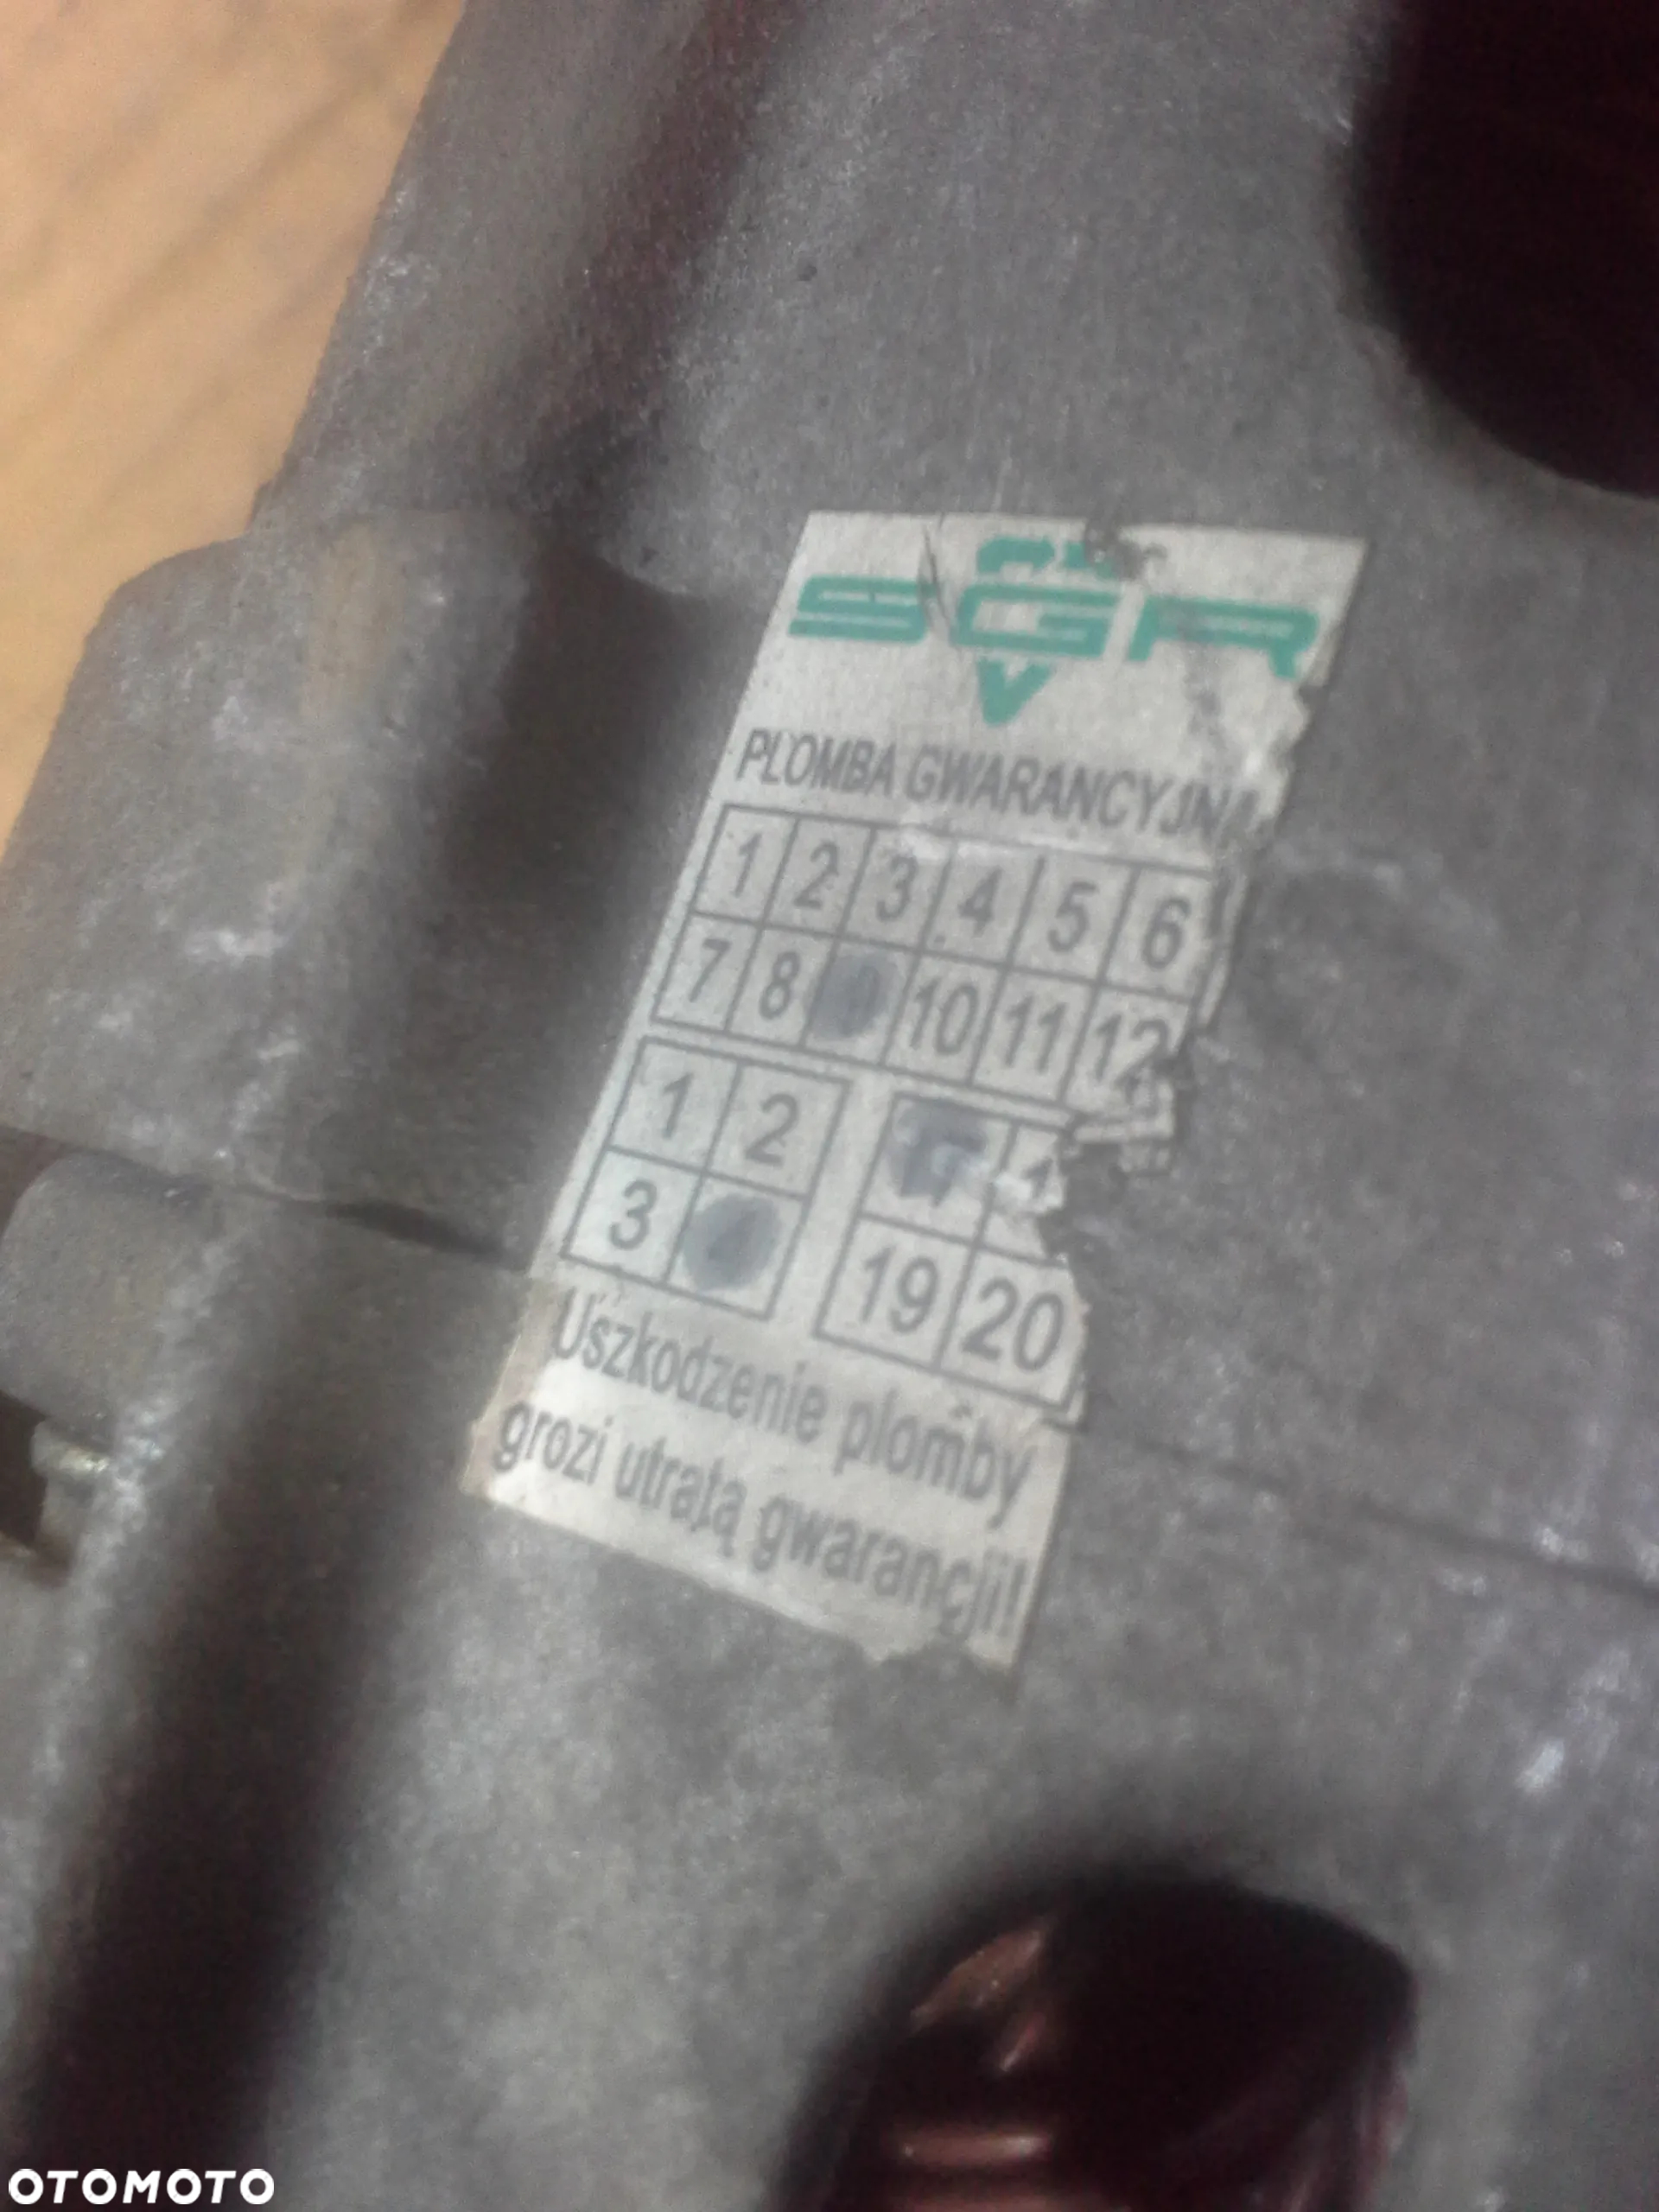 SGR
PLOMBA GWARANCYJNA
1 2 3 4 5 6
7 8 10 11 12
1 2
3
19 20
Uszkodzenie plomby
grozi utratą gwarancji!
OTOMOTO